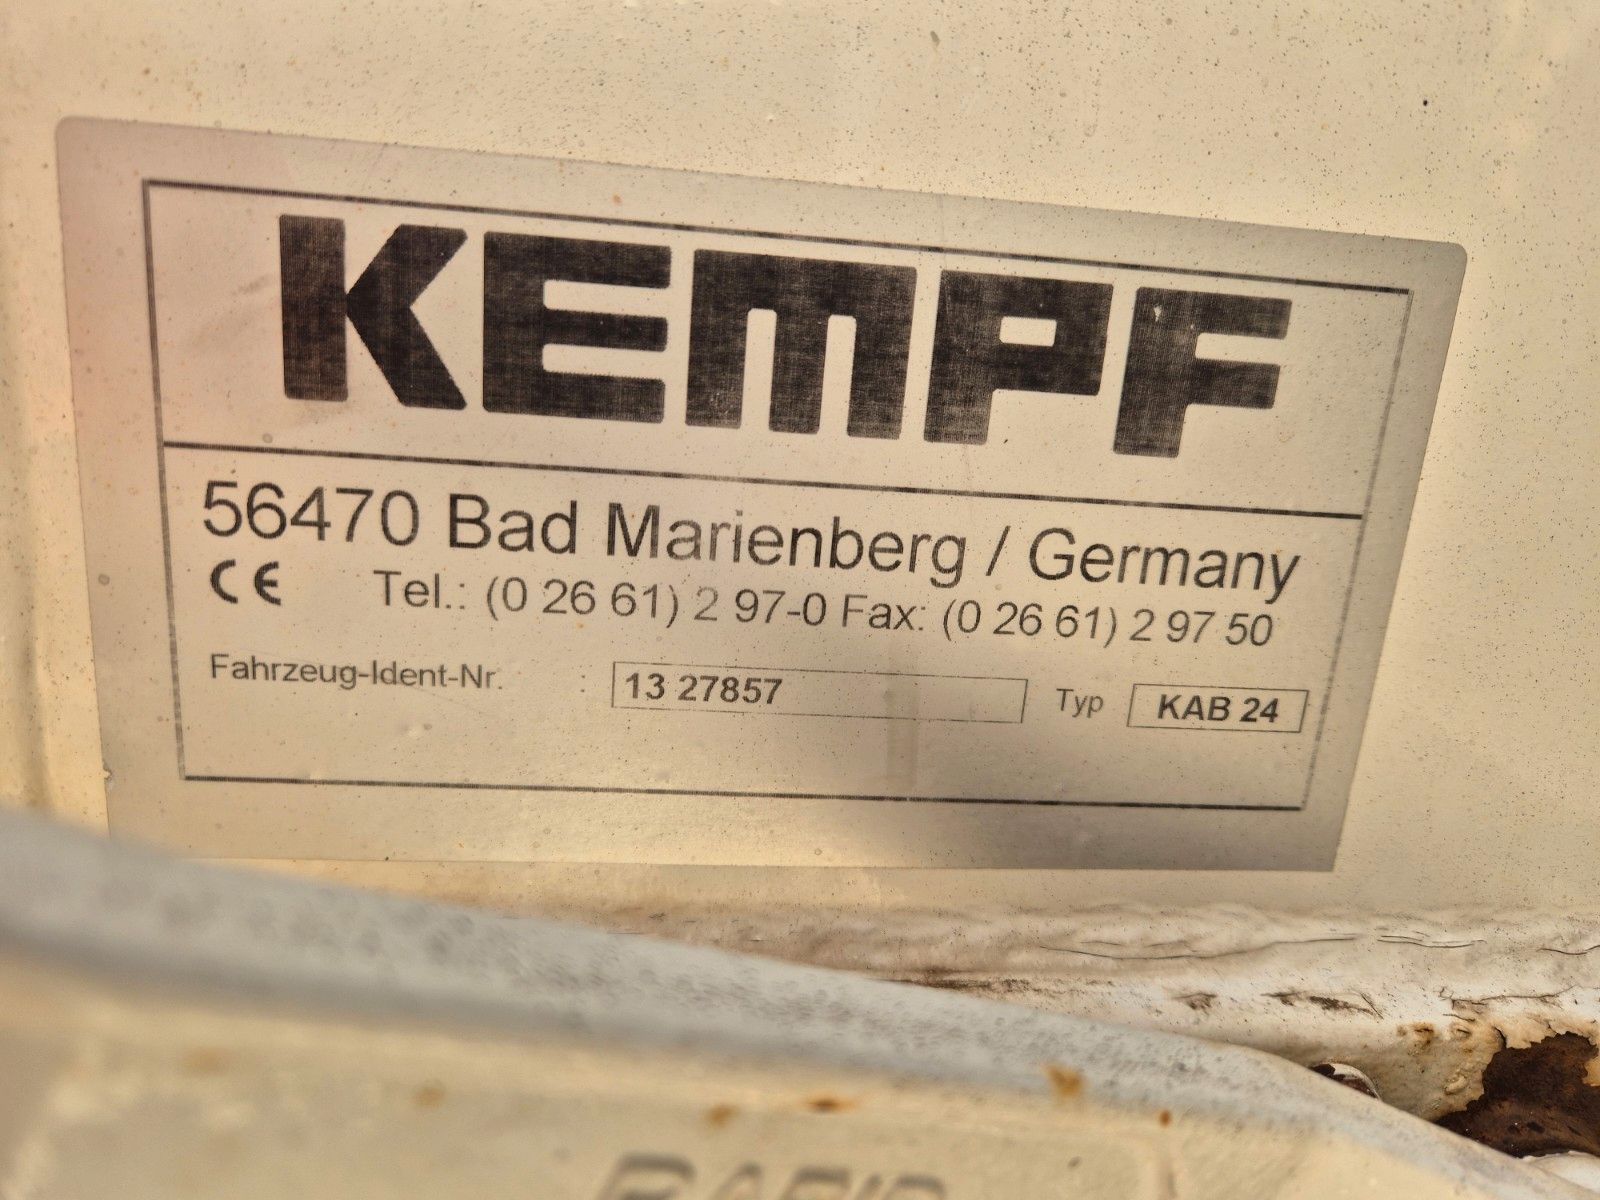 KEMPF
56470 Bad Marienberg / Germany
CE Tel.: (0 26 61) 2 97-0 Fax: (0 26 61) 2 97 50
Fahrzeug-Ident-Nr. : 13 27857 Typ KAB 24